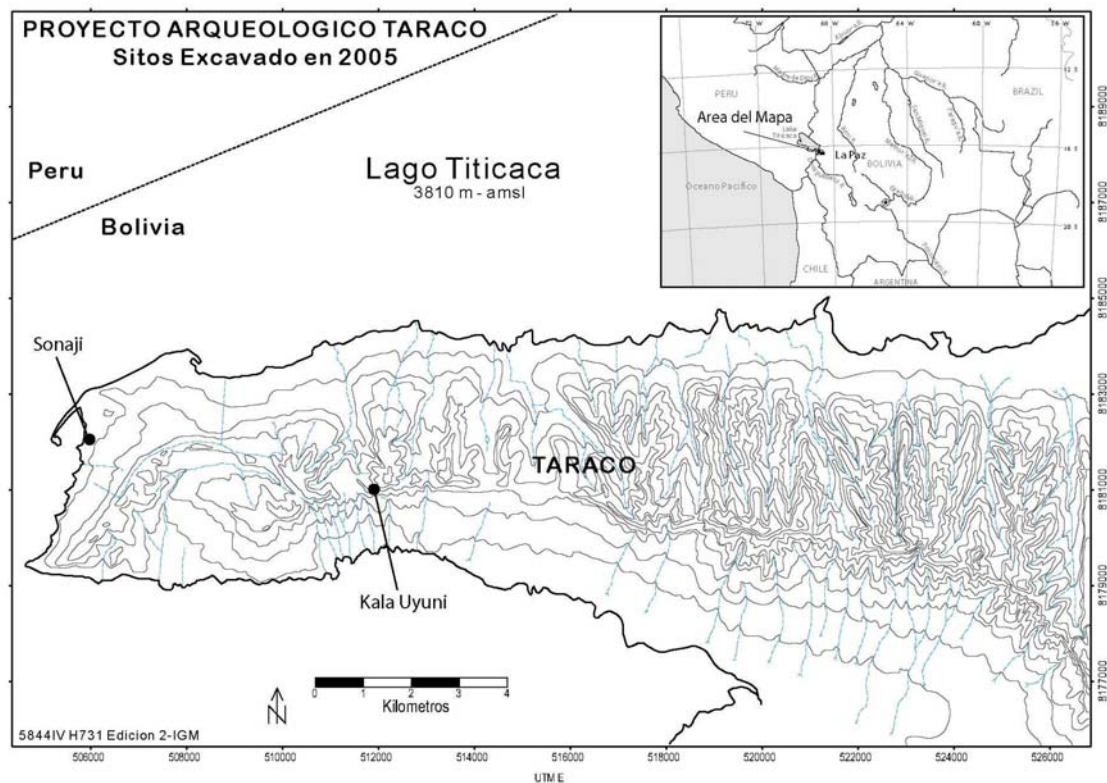 PROYECTO ARQUEOLOGICO TARACO
Sitos Excavado en 2005
Peru
Bolivia
Lago Titicaca
3810 m - amsl
PERU
BRAZIL
Area del Mapa
La Paz
BOLIVIA
Oceano Pacifico
CHILE
ARGENTINA
8189000
8187000
8185000
8183000
8181000
8179000
8177000
Sonaji
TARACO
Kala Uyuni
0 1 2 3 4
Kilometros
N
5844IV H731 Edicion 2-IGM
506000 508000 510000 512000 514000 516000 518000 520000 522000 524000 526000
UTM E